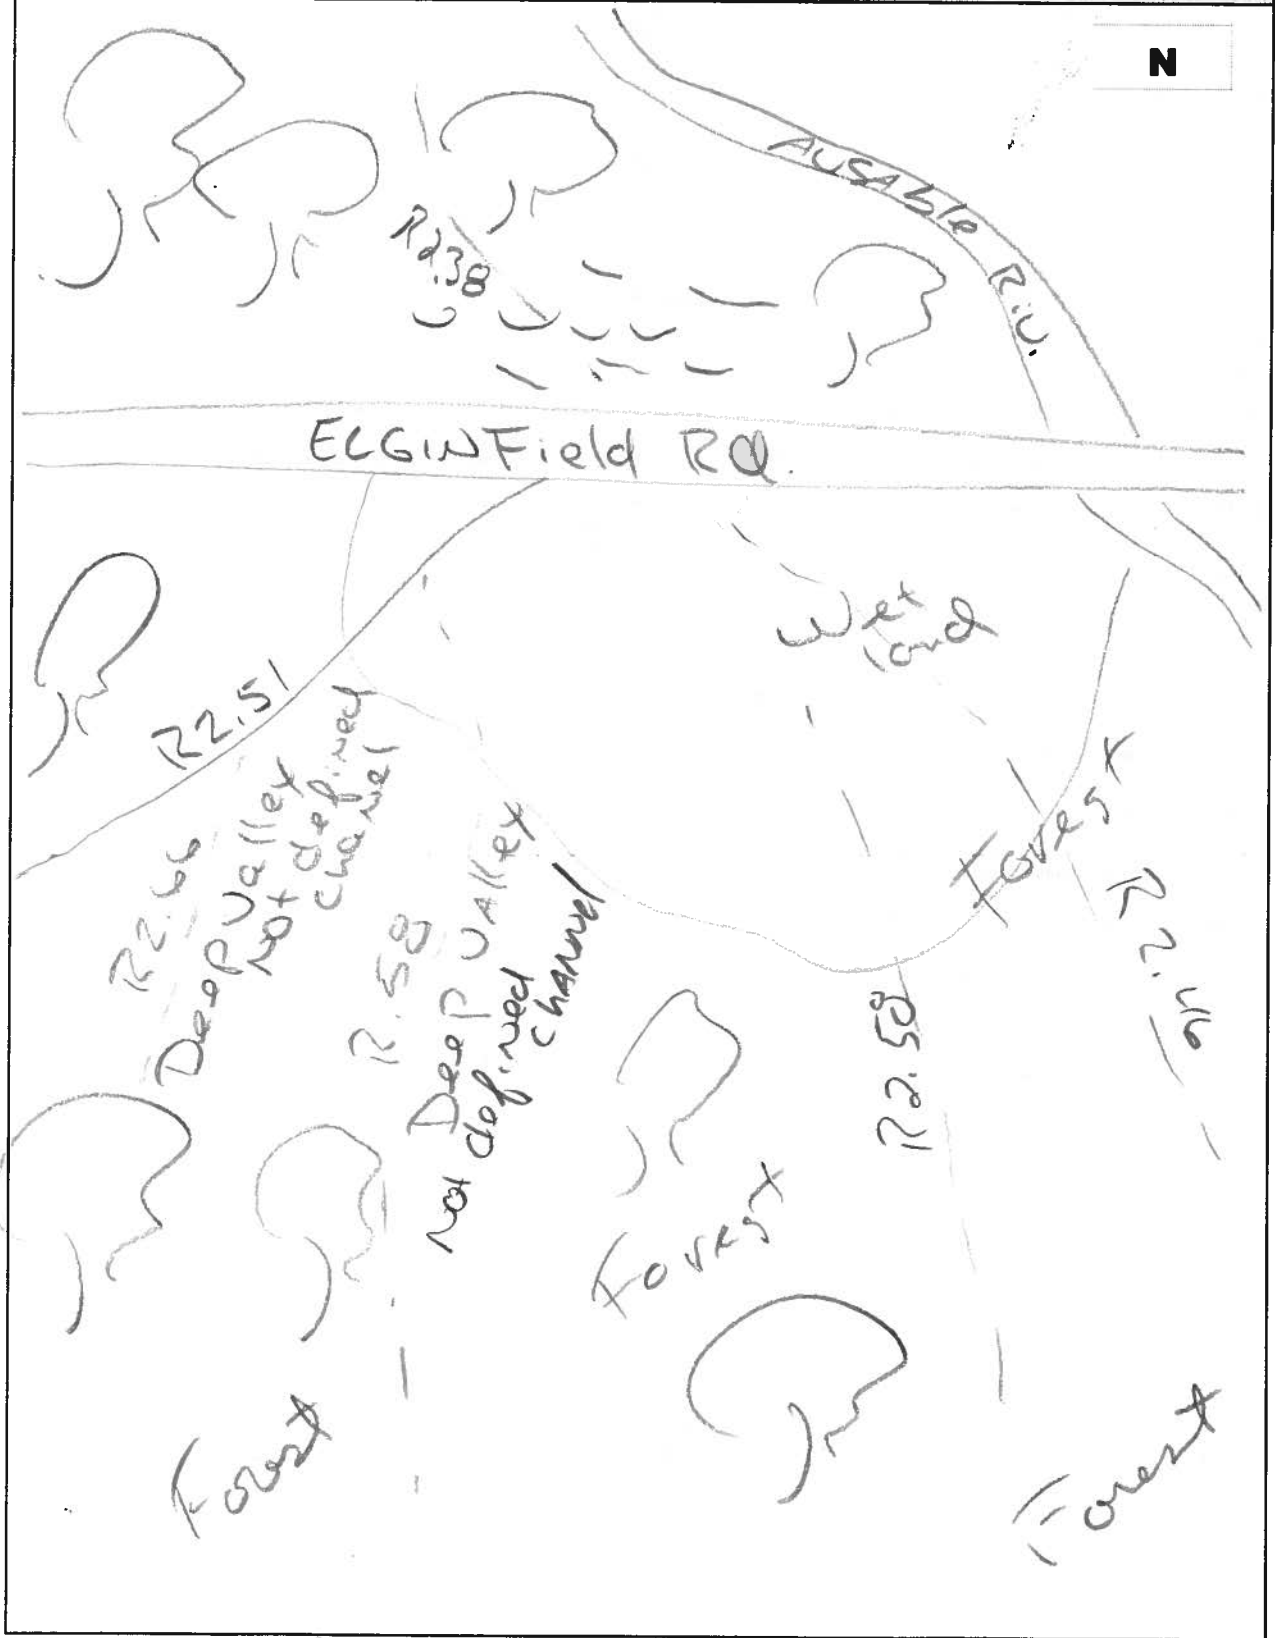 N
AUSAble RiV.
R2.38
ELGINField RD.
Wet
land
R2.51
R2.66
Deep Valley
Not defined
channel
R.58
Deep VAlley
Not defined
channel
Forest
R2.46
R2.58
Forest
Forest
Forest